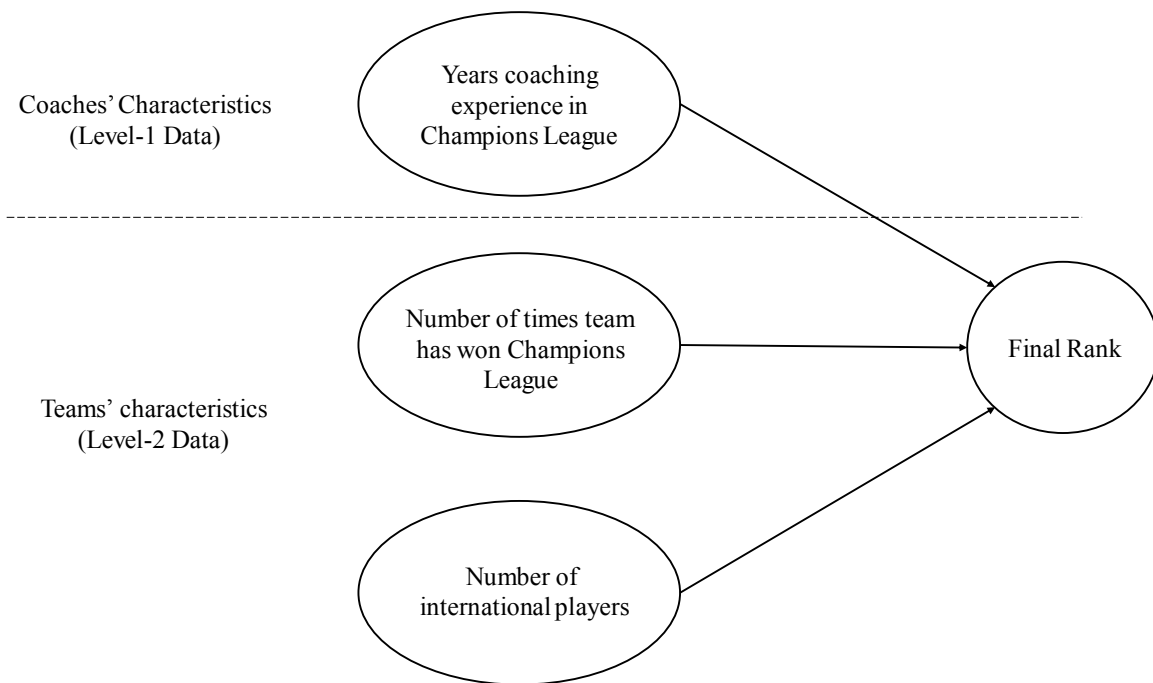 Coaches' Characteristics
(Level-1 Data)
Years coaching
experience in
Champions League
Teams' characteristics
(Level-2 Data)
Number of times team
has won Champions
League
Number of
international players
Final Rank